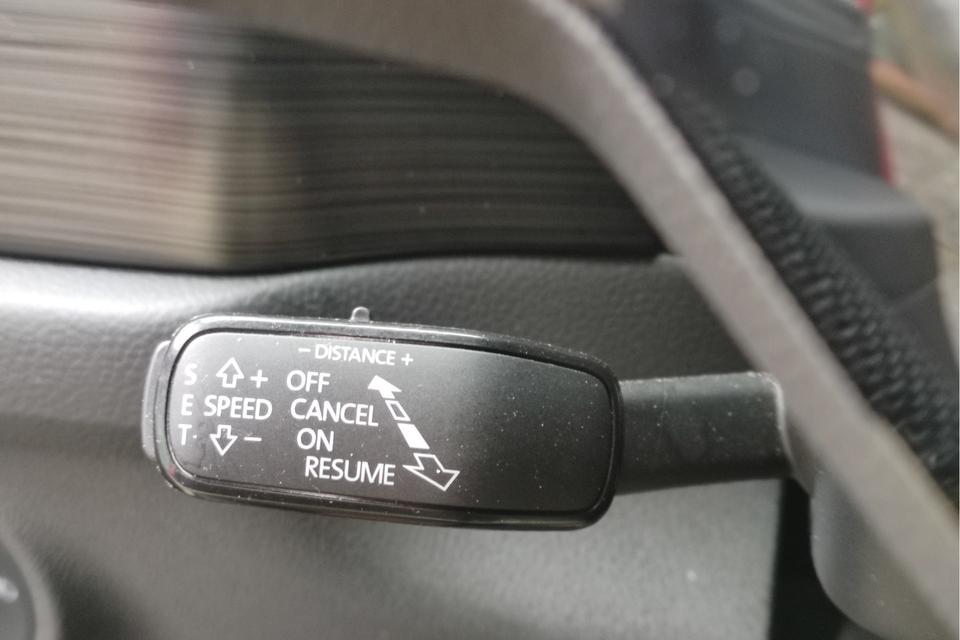 − DISTANCE +
S + OFF
E SPEED CANCEL
T − ON
RESUME